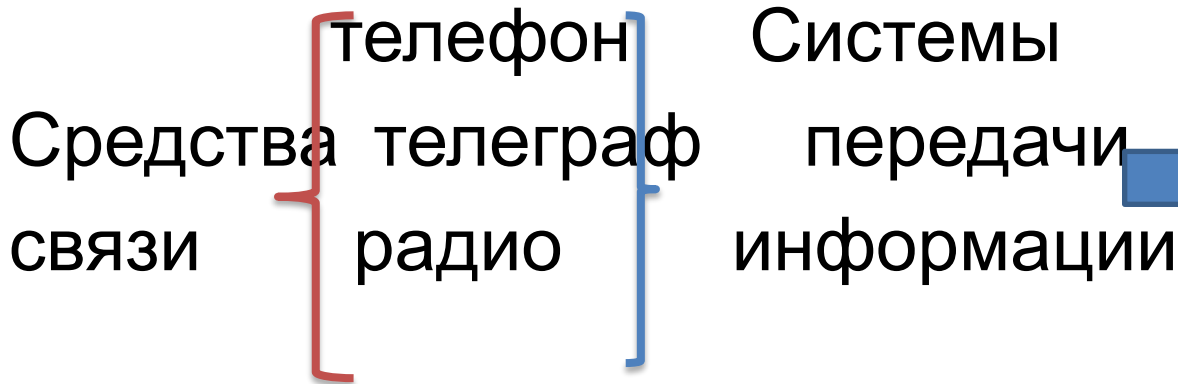 телефон Системы
Средства телеграф передачи
связи радио информации